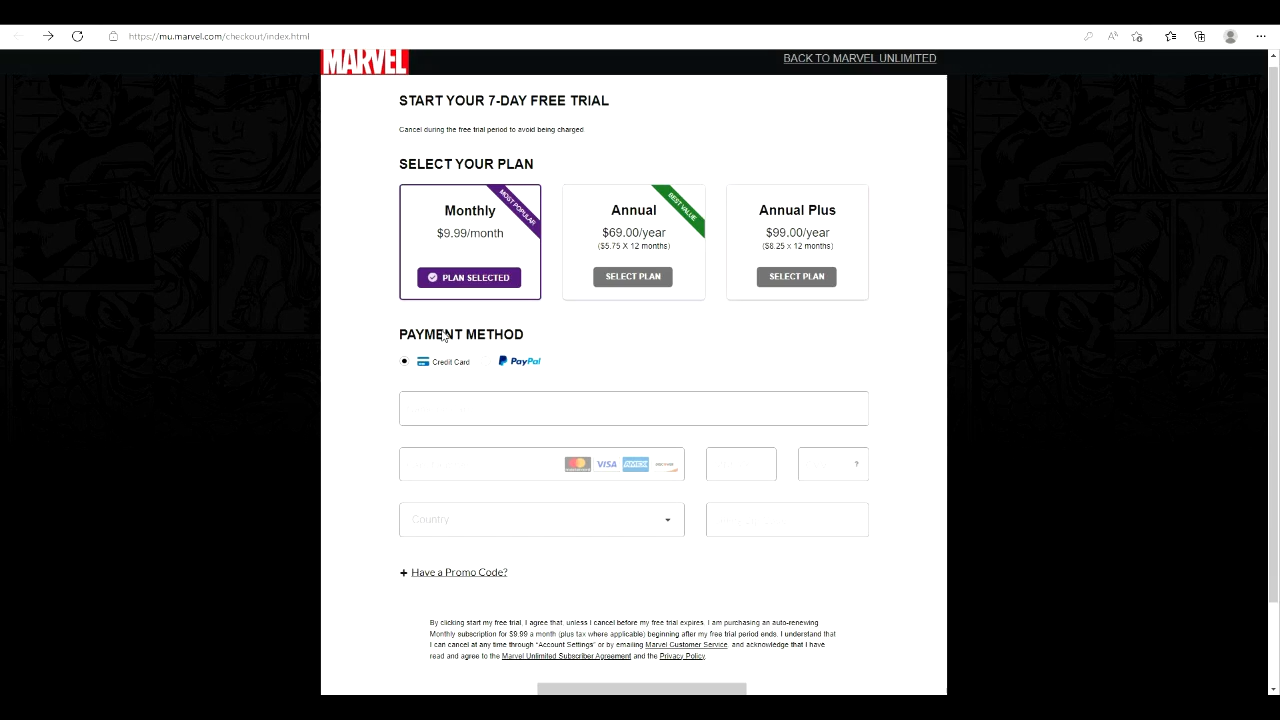 https://mu.marvel.com/checkout/index.html
MARVEL
BACK TO MARVEL UNLIMITED
START YOUR 7-DAY FREE TRIAL
Cancel during the free trial period to avoid being charged
SELECT YOUR PLAN
MOST POPULAR
Monthly
$9.99/month
PLAN SELECTED
BEST VALUE
Annual
$69.00/year
($5.75 X 12 months)
SELECT PLAN
Annual Plus
$99.00/year
($8.25 X 12 months)
SELECT PLAN
PAYMENT METHOD
Credit Card
PayPal
VISA
AMEX
?
Country
+ Have a Promo Code?
By clicking start my free trial, I agree that, unless I cancel before my free trial expires, I am purchasing an auto-renewing
Monthly subscription for $9.99 a month (plus tax where applicable) beginning after my free trial period ends. I understand that
I can cancel at any time through "Account Settings" or by emailing Marvel Customer Service, and acknowledge that I have
read and agree to the Marvel Unlimited Subscriber Agreement and the Privacy Policy.